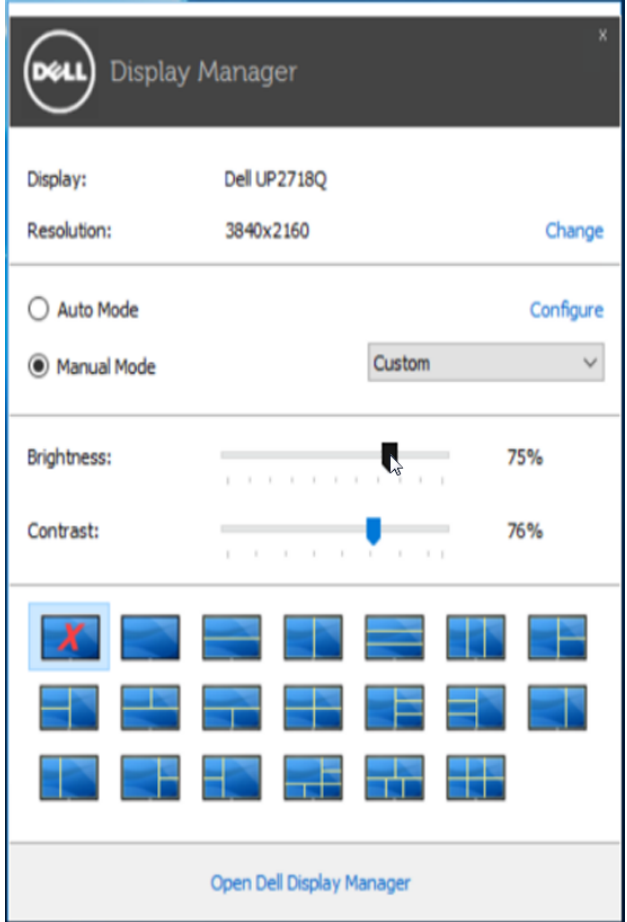 DELL Display Manager X
Display: Dell UP2718Q
Resolution: 3840x2160 Change
Auto Mode Configure
Manual Mode Custom
Brightness: 75%
Contrast: 76%
X
Open Dell Display Manager